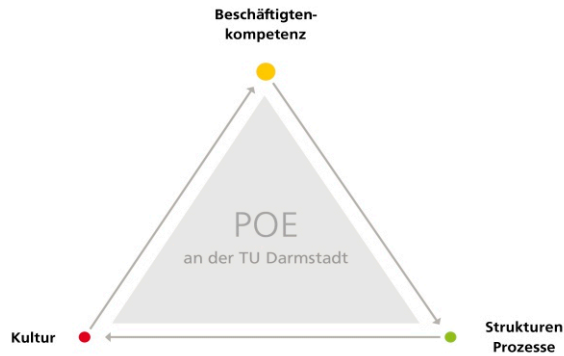 Beschäftigten-
kompetenz
POE
an der TU Darmstadt
Kultur
Strukturen
Prozesse